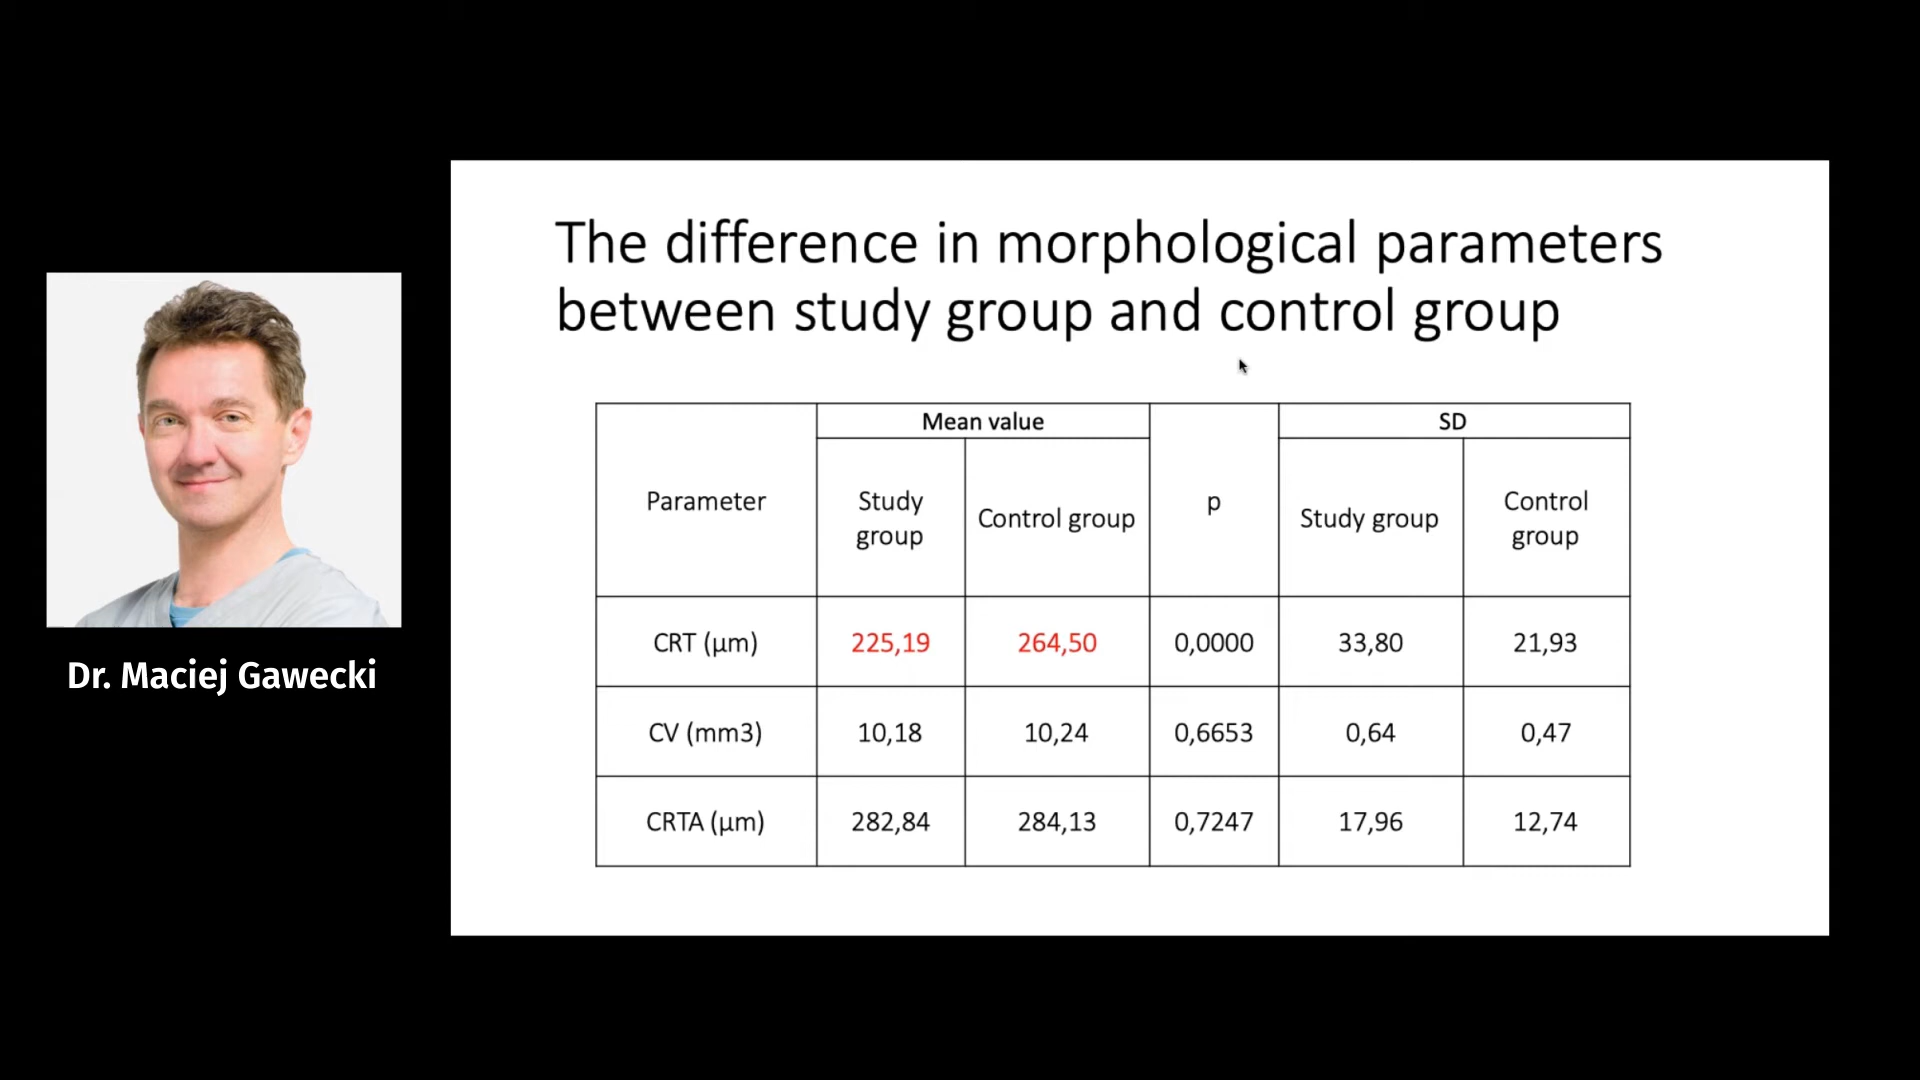 The difference in morphological parameters
between study group and control group
Mean value
SD
Parameter
Study
group
Control group
p
Study group
Control
group
CRT (µm)
225,19
264,50
0,0000
33,80
21,93
CV (mm3)
10,18
10,24
0,6653
0,64
0,47
CRTA (µm)
282,84
284,13
0,7247
17,96
12,74
Dr. Maciej Gawecki